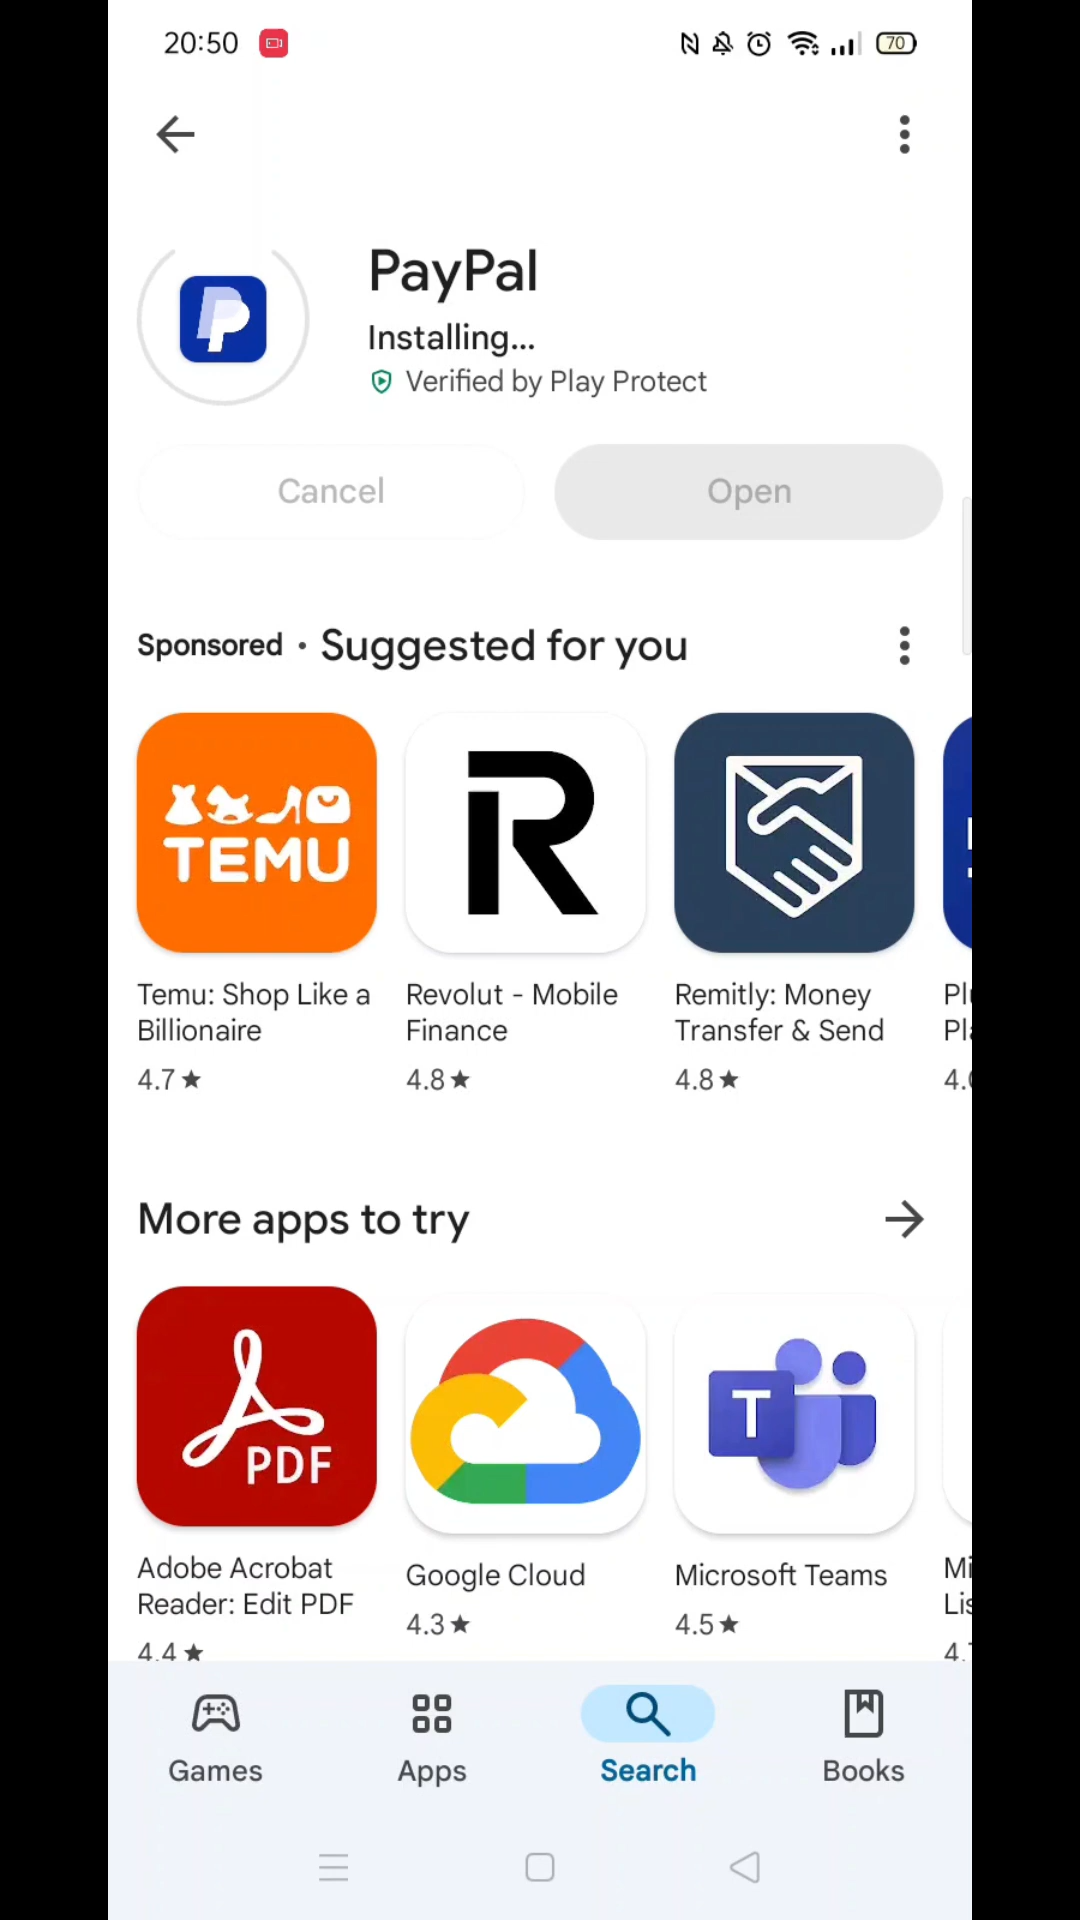 20:50
70
PayPal
Installing...
Verified by Play Protect
Cancel
Open
Sponsored • Suggested for you
TEMU
R
Temu: Shop Like a
Billionaire
4.7★
Revolut - Mobile
Finance
4.8★
Remitly: Money
Transfer & Send
4.8★
More apps to try
PDF
T
Adobe Acrobat
Reader: Edit PDF
4.4★
Google Cloud
4.3★
Microsoft Teams
4.5★
Games
Apps
Search
Books